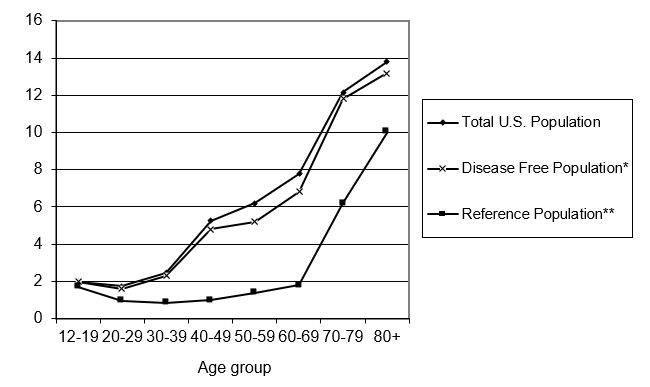 16
14
12
10
8
6
4
2
0
12-19 20-29 30-39 40-49 50-59 60-69 70-79 80+
Age group
Total U.S. Population
Disease Free Population*
Reference Population**